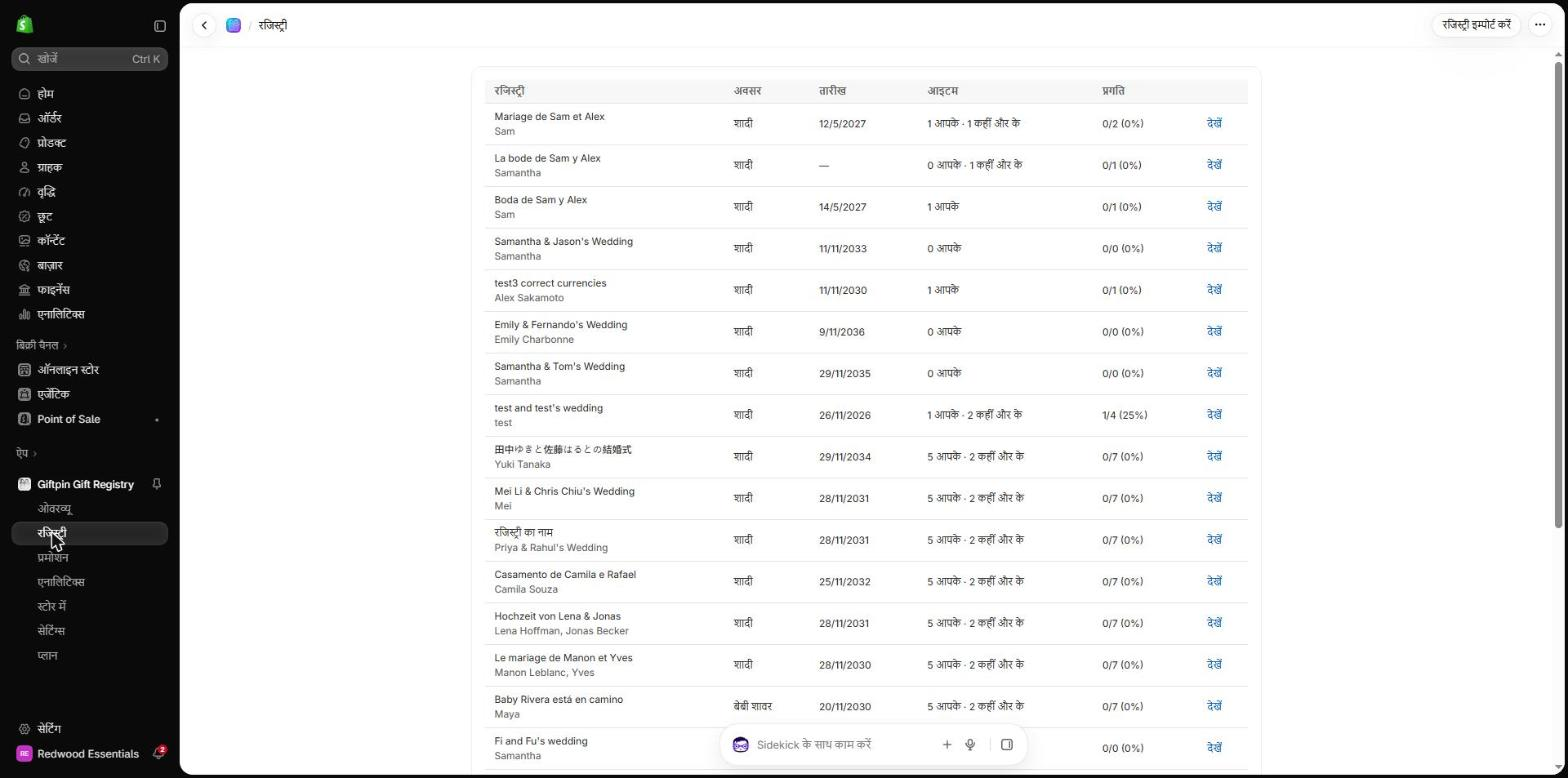 रजिस्ट्री
रजिस्ट्री इम्पोर्ट करें
खोजें Ctrl K
होम
ऑर्डर
प्रोडक्ट
ग्राहक
वृद्धि
छूट
कॉन्टेंट
बाज़ार
फाइनेंस
एनालिटिक्स
बिक्री चैनल
ऑनलाइन स्टोर
एजेंटिक
Point of Sale
ऐप
Giftpin Gift Registry
ओवरव्यू
रजिस्ट्री
प्रमोशन
एनालिटिक्स
स्टोर में
सेटिंग्स
प्लान
सेटिंग
RE Redwood Essentials 2
रजिस्ट्री अवसर तारीख आइटम प्रगति
Mariage de Sam et Alex
Sam
शादी 12/5/2027 1 आपके · 1 कहीं और के 0/2 (0%) देखें
La bode de Sam y Alex
Samantha
शादी — 0 आपके · 1 कहीं और के 0/1 (0%) देखें
Boda de Sam y Alex
Sam
शादी 14/5/2027 1 आपके 0/1 (0%) देखें
Samantha & Jason's Wedding
Samantha
शादी 11/11/2033 0 आपके 0/0 (0%) देखें
test3 correct currencies
Alex Sakamoto
शादी 11/11/2030 1 आपके 0/1 (0%) देखें
Emily & Fernando's Wedding
Emily Charbonne
शादी 9/11/2036 0 आपके 0/0 (0%) देखें
Samantha & Tom's Wedding
Samantha
शादी 29/11/2035 0 आपके 0/0 (0%) देखें
test and test's wedding
test
शादी 26/11/2026 1 आपके · 2 कहीं और के 1/4 (25%) देखें
田中ゆきと佐藤はるとの結婚式
Yuki Tanaka
शादी 29/11/2034 5 आपके · 2 कहीं और के 0/7 (0%) देखें
Mei Li & Chris Chiu's Wedding
Mei
शादी 28/11/2031 5 आपके · 2 कहीं और के 0/7 (0%) देखें
रजिस्ट्री का नाम
Priya & Rahul's Wedding
शादी 28/11/2031 5 आपके · 2 कहीं और के 0/7 (0%) देखें
Casamento de Camila e Rafael
Camila Souza
शादी 25/11/2032 5 आपके · 2 कहीं और के 0/7 (0%) देखें
Hochzeit von Lena & Jonas
Lena Hoffman, Jonas Becker
शादी 28/11/2031 5 आपके · 2 कहीं और के 0/7 (0%) देखें
Le mariage de Manon et Yves
Manon Leblanc, Yves
शादी 28/11/2030 5 आपके · 2 कहीं और के 0/7 (0%) देखें
Baby Rivera está en camino
Maya
बेबी शावर 20/11/2030 5 आपके · 2 कहीं और के 0/7 (0%) देखें
Fi and Fu's wedding
Samantha
0/0 (0%) देखें
Sidekick के साथ काम करें